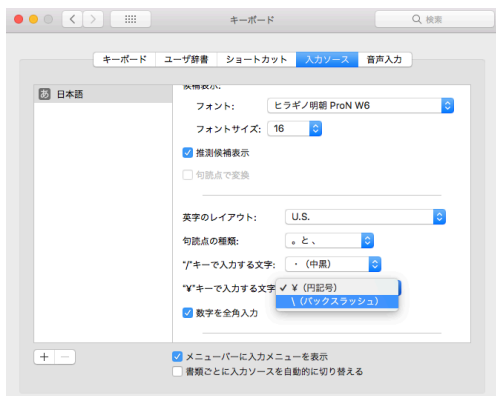 キーボード
検索
キーボード ユーザ辞書 ショートカット 入力ソース 音声入力
あ 日本語
候補表示:
フォント: ヒラギノ明朝 ProN W6
フォントサイズ: 16
推測候補表示
句読点で変換
英字のレイアウト: U.S.
句読点の種類: 。と、
"/"キーで入力する文字: ・（中黒）
"¥"キーで入力する文字 ✓ ¥（円記号）
\（バックスラッシュ）
数字を全角入力
+ −
メニューバーに入力メニューを表示
書類ごとに入力ソースを自動的に切り替える